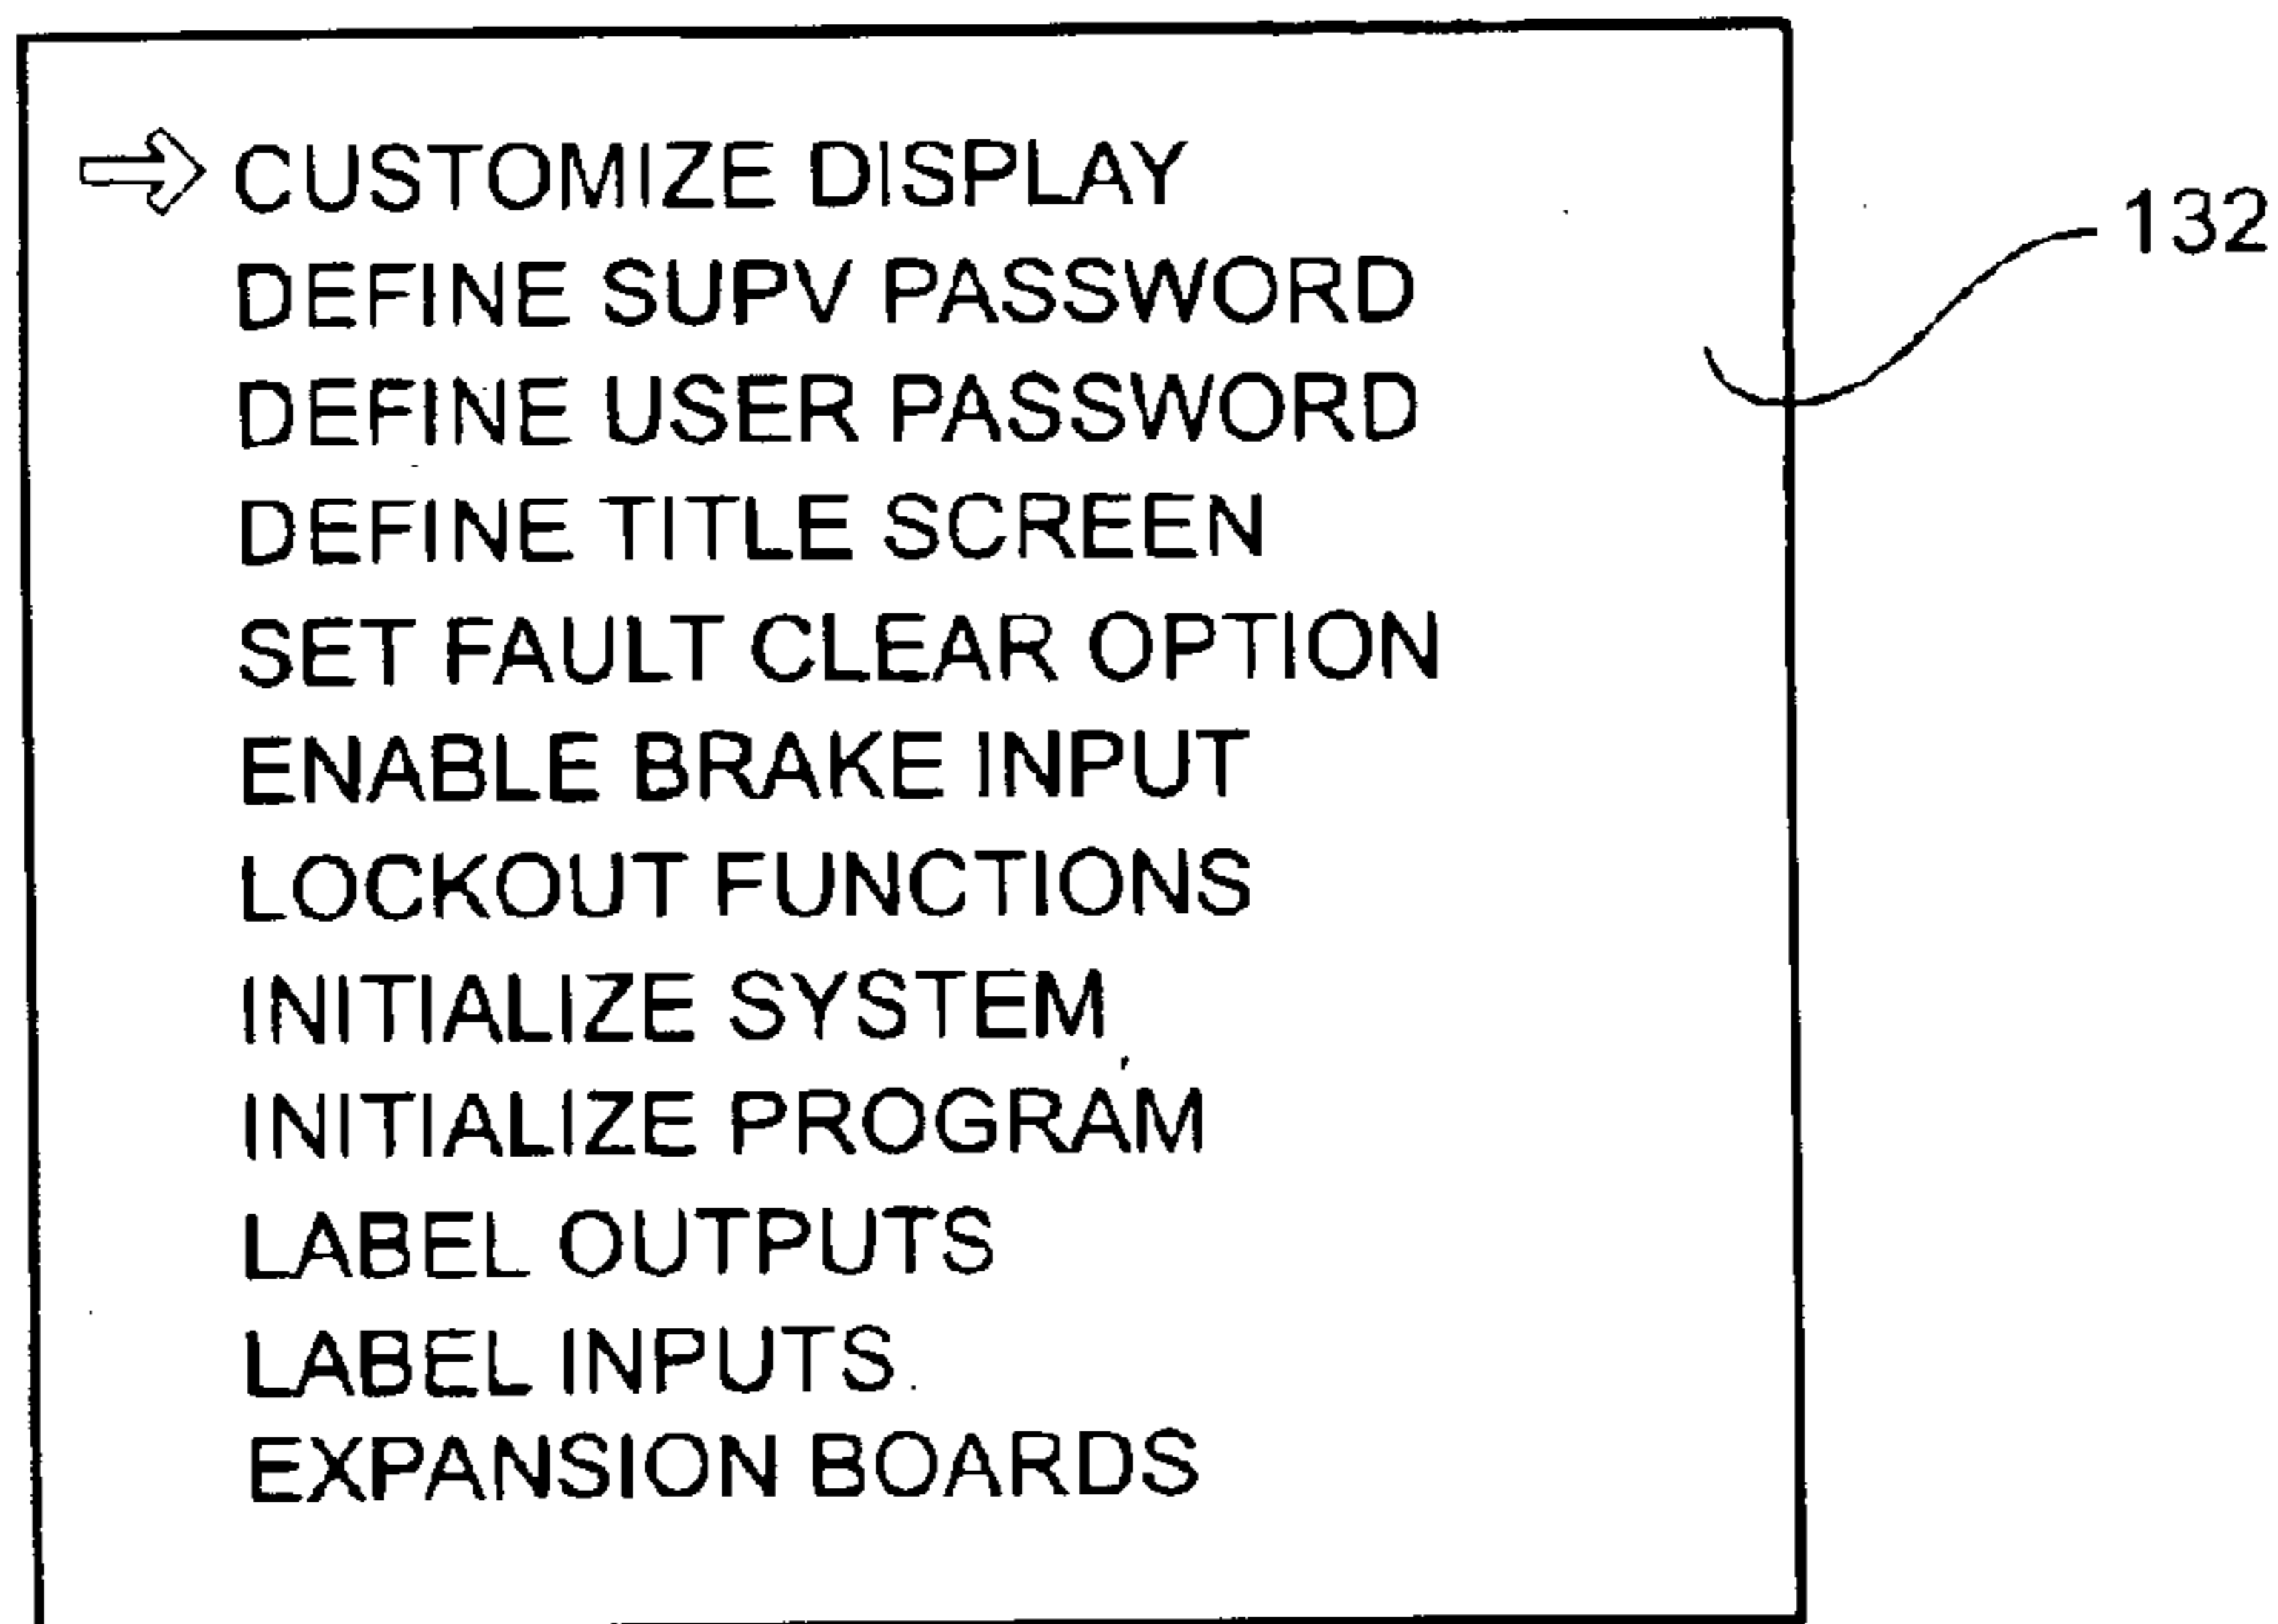 CUSTOMIZE DISPLAY
DEFINE SUPV PASSWORD
DEFINE USER PASSWORD
DEFINE TITLE SCREEN
SET FAULT CLEAR OPTION
ENABLE BRAKE INPUT
LOCKOUT FUNCTIONS
INITIALIZE SYSTEM
INITIALIZE PROGRAM
LABEL OUTPUTS
LABEL INPUTS
EXPANSION BOARDS
132